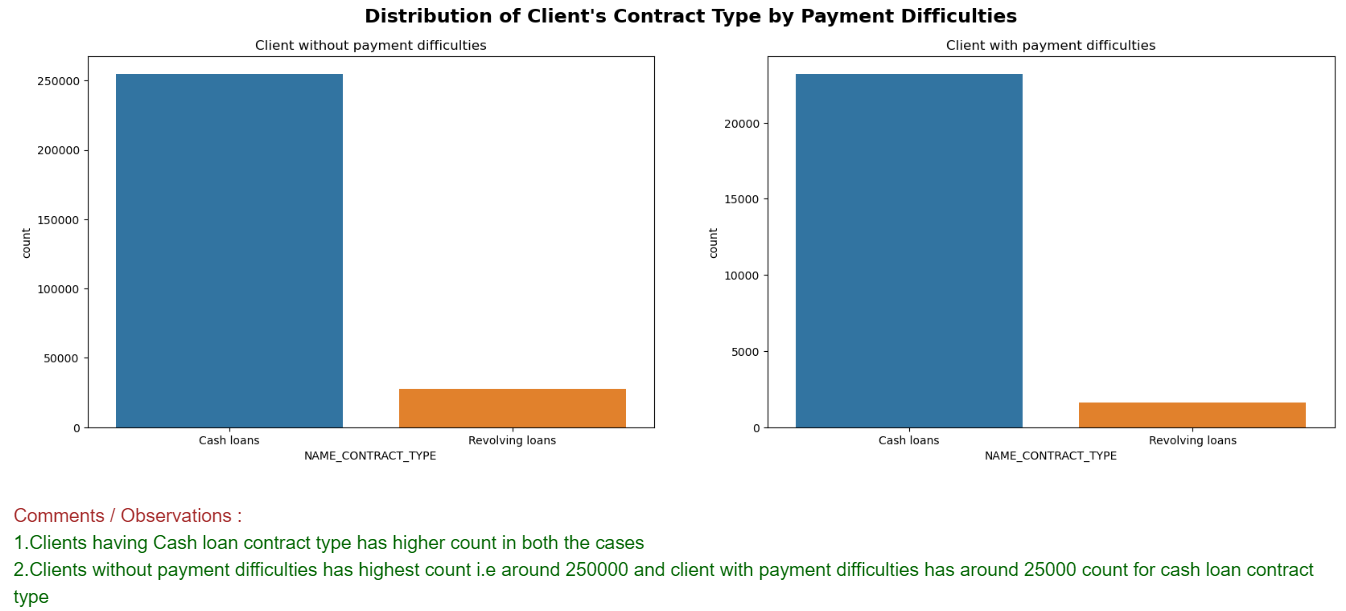 Distribution of Client's Contract Type by Payment Difficulties
Client without payment difficulties
250000
200000
150000
100000
50000
0
count
Cash loans Revolving loans
NAME_CONTRACT_TYPE
Client with payment difficulties
20000
15000
10000
5000
0
count
Cash loans Revolving loans
NAME_CONTRACT_TYPE
Comments / Observations :
1.Clients having Cash loan contract type has higher count in both the cases
2.Clients without payment difficulties has highest count i.e around 250000 and client with payment difficulties has around 25000 count for cash loan contract
type